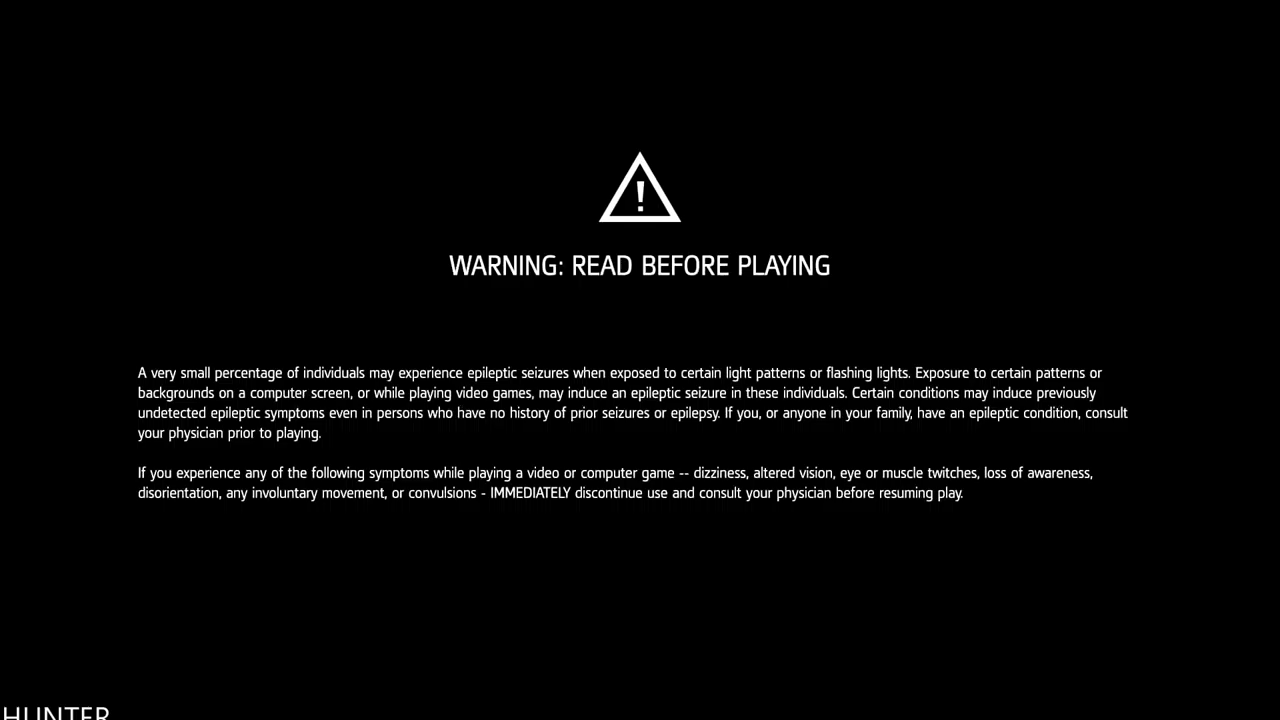 !
WARNING: READ BEFORE PLAYING
A very small percentage of individuals may experience epileptic seizures when exposed to certain light patterns or flashing lights. Exposure to certain patterns or
backgrounds on a computer screen, or while playing video games, may induce an epileptic seizure in these individuals. Certain conditions may induce previously
undetected epileptic symptoms even in persons who have no history of prior seizures or epilepsy. If you, or anyone in your family, have an epileptic condition, consult
your physician prior to playing.
If you experience any of the following symptoms while playing a video or computer game -- dizziness, altered vision, eye or muscle twitches, loss of awareness,
disorientation, any involuntary movement, or convulsions - IMMEDIATELY discontinue use and consult your physician before resuming play.
HUNTER